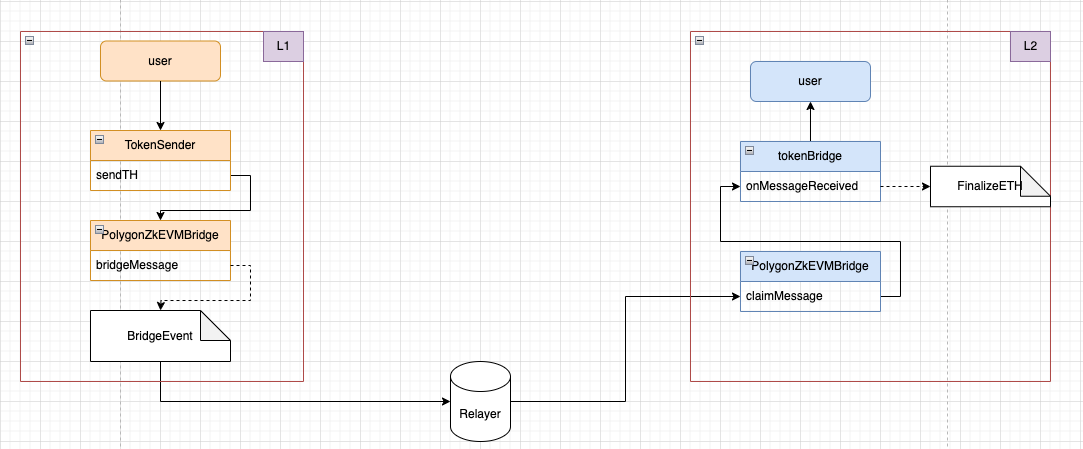 L1
user
TokenSender
sendTH
PolygonZkEVMBridge
bridgeMessage
BridgeEvent
Relayer
L2
user
tokenBridge
onMessageReceived
FinalizeETH
PolygonZkEVMBridge
claimMessage